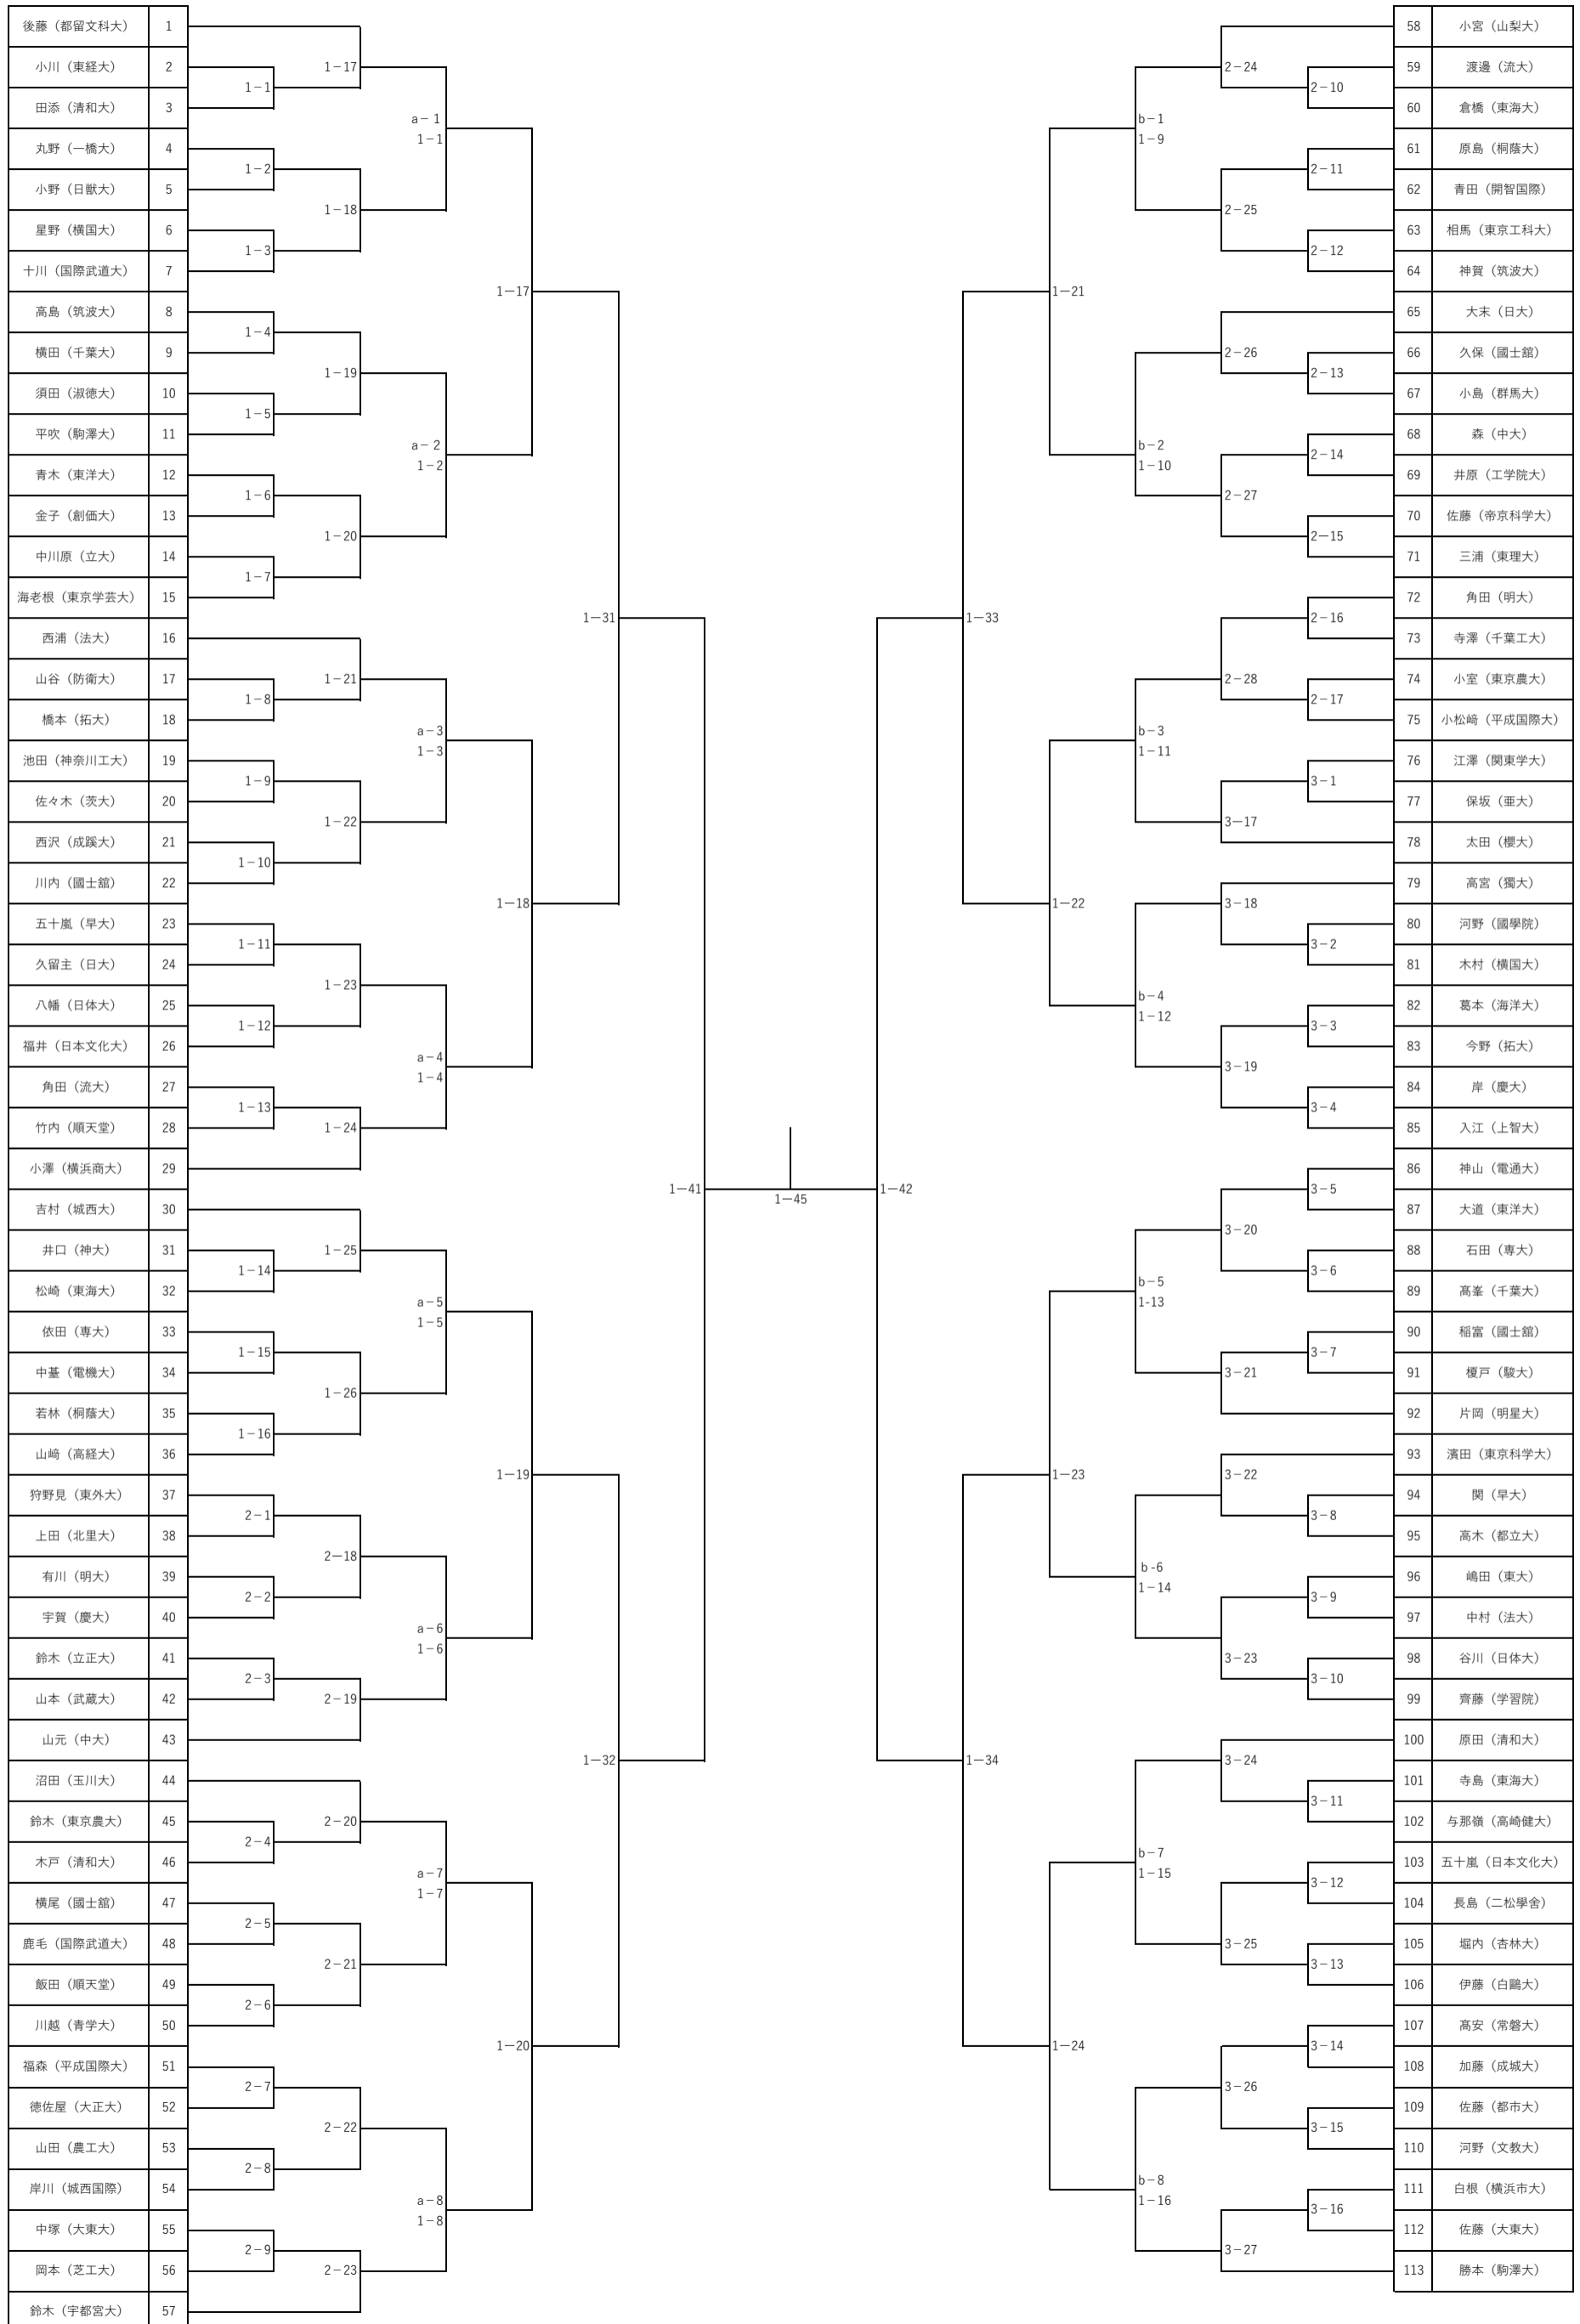 後藤（都留文科大） 1
小川（東経大） 2
田添（清和大） 3
丸野（一橋大） 4
小野（日獣大） 5
星野（横国大） 6
十川（国際武道大） 7
高島（筑波大） 8
横田（千葉大） 9
須田（淑徳大） 10
平吹（駒澤大） 11
青木（東洋大） 12
金子（創価大） 13
中川原（立大） 14
海老根（東京学芸大） 15
西浦（法大） 16
山谷（防衛大） 17
橋本（拓大） 18
池田（神奈川工大） 19
佐々木（茨大） 20
西沢（成蹊大） 21
川内（國士舘） 22
五十嵐（早大） 23
久留主（日大） 24
八幡（日体大） 25
福井（日本文化大） 26
角田（流大） 27
竹内（順天堂） 28
小澤（横浜商大） 29
吉村（城西大） 30
井口（神大） 31
松崎（東海大） 32
依田（専大） 33
中基（電機大） 34
若林（桐蔭大） 35
山﨑（高経大） 36
狩野見（東外大） 37
上田（北里大） 38
有川（明大） 39
宇賀（慶大） 40
鈴木（立正大） 41
山本（武蔵大） 42
山元（中大） 43
沼田（玉川大） 44
鈴木（東京農大） 45
木戸（清和大） 46
横尾（國士舘） 47
鹿毛（国際武道大） 48
飯田（順天堂） 49
川越（青学大） 50
福森（平成国際大） 51
徳佐屋（大正大） 52
山田（農工大） 53
岸川（城西国際） 54
中塚（大東大） 55
岡本（芝工大） 56
鈴木（宇都宮大） 57
1－1
1－2
1－3
1－4
1－5
1－6
1－7
1－8
1－9
1－10
1－11
1－12
1－13
1－14
1－15
1－16
2－1
2－2
2－3
2－4
2－5
2－6
2－7
2－8
2－9
1－17
1－18
1－19
1－20
1－21
1－22
1－23
1－24
1－25
1－26
2－18
2－19
2－20
2－21
2－22
2－23
a－1
1－1
a－2
1－2
a－3
1－3
a－4
1－4
a－5
1－5
a－6
1－6
a－7
1－7
a－8
1－8
1－17
1－18
1－19
1－20
1－31
1－32
1－41
1－45
1－42
1－33
1－34
1－21
1－22
1－23
1－24
b－1
1－9
b－2
1－10
b－3
1－11
b－4
1－12
b－5
1-13
b -6
1－14
b－7
1－15
b－8
1－16
2－24
2－25
2－26
2－27
2－28
3－17
3－18
3－19
3－20
3－21
3－22
3－23
3－24
3－25
3－26
3－27
2－10
2－11
2－12
2－13
2－14
2－15
2－16
2－17
3－1
3－2
3－3
3－4
3－5
3－6
3－7
3－8
3－9
3－10
3－11
3－12
3－13
3－14
3－15
3－16
58 小宮（山梨大）
59 渡邊（流大）
60 倉橋（東海大）
61 原島（桐蔭大）
62 青田（開智国際）
63 相馬（東京工科大）
64 神賀（筑波大）
65 大末（日大）
66 久保（國士舘）
67 小島（群馬大）
68 森（中大）
69 井原（工学院大）
70 佐藤（帝京科学大）
71 三浦（東理大）
72 角田（明大）
73 寺澤（千葉工大）
74 小室（東京農大）
75 小松﨑（平成国際大）
76 江澤（関東学大）
77 保坂（亜大）
78 太田（櫻大）
79 高宮（獨大）
80 河野（國學院）
81 木村（横国大）
82 葛本（海洋大）
83 今野（拓大）
84 岸（慶大）
85 入江（上智大）
86 神山（電通大）
87 大道（東洋大）
88 石田（専大）
89 髙峯（千葉大）
90 稲富（國士舘）
91 榎戸（駿大）
92 片岡（明星大）
93 濱田（東京科学大）
94 関（早大）
95 高木（都立大）
96 嶋田（東大）
97 中村（法大）
98 谷川（日体大）
99 齊藤（学習院）
100 原田（清和大）
101 寺島（東海大）
102 与那嶺（高崎健大）
103 五十嵐（日本文化大）
104 長島（二松學舍）
105 堀内（杏林大）
106 伊藤（白鷗大）
107 髙安（常磐大）
108 加藤（成城大）
109 佐藤（都市大）
110 河野（文教大）
111 白根（横浜市大）
112 佐藤（大東大）
113 勝本（駒澤大）